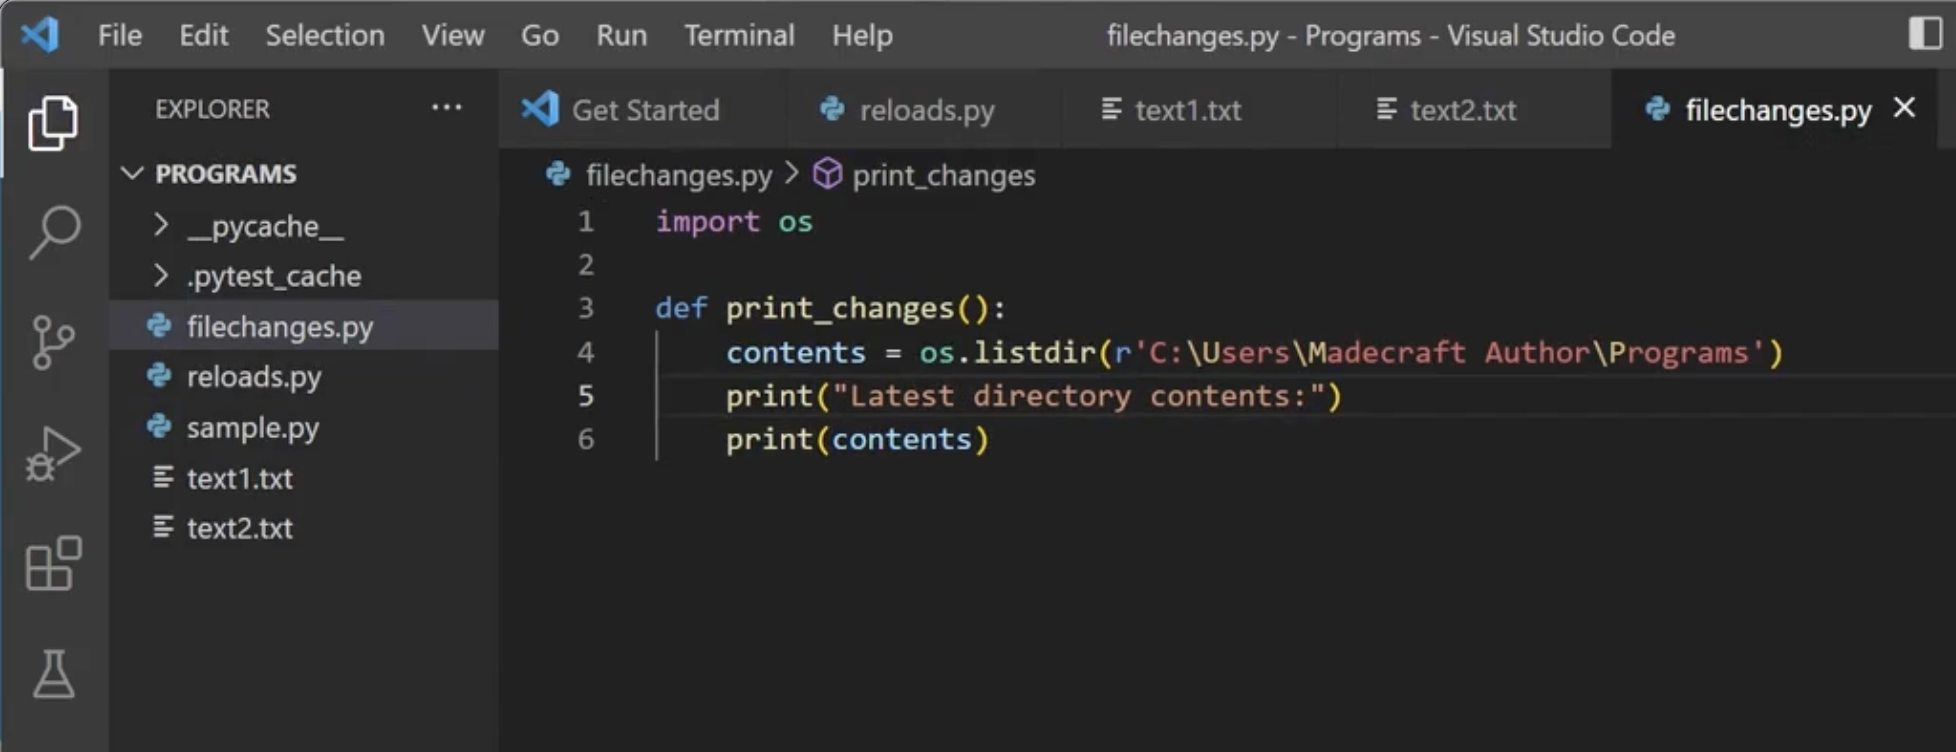 File Edit Selection View Go Run Terminal Help filechanges.py - Programs - Visual Studio Code
EXPLORER ···
PROGRAMS
__pycache__
.pytest_cache
filechanges.py
reloads.py
sample.py
text1.txt
text2.txt
Get Started reloads.py text1.txt text2.txt filechanges.py
filechanges.py > print_changes
1 import os
2
3 def print_changes():
4     contents = os.listdir(r'C:\Users\Madecraft Author\Programs')
5     print("Latest directory contents:")
6     print(contents)